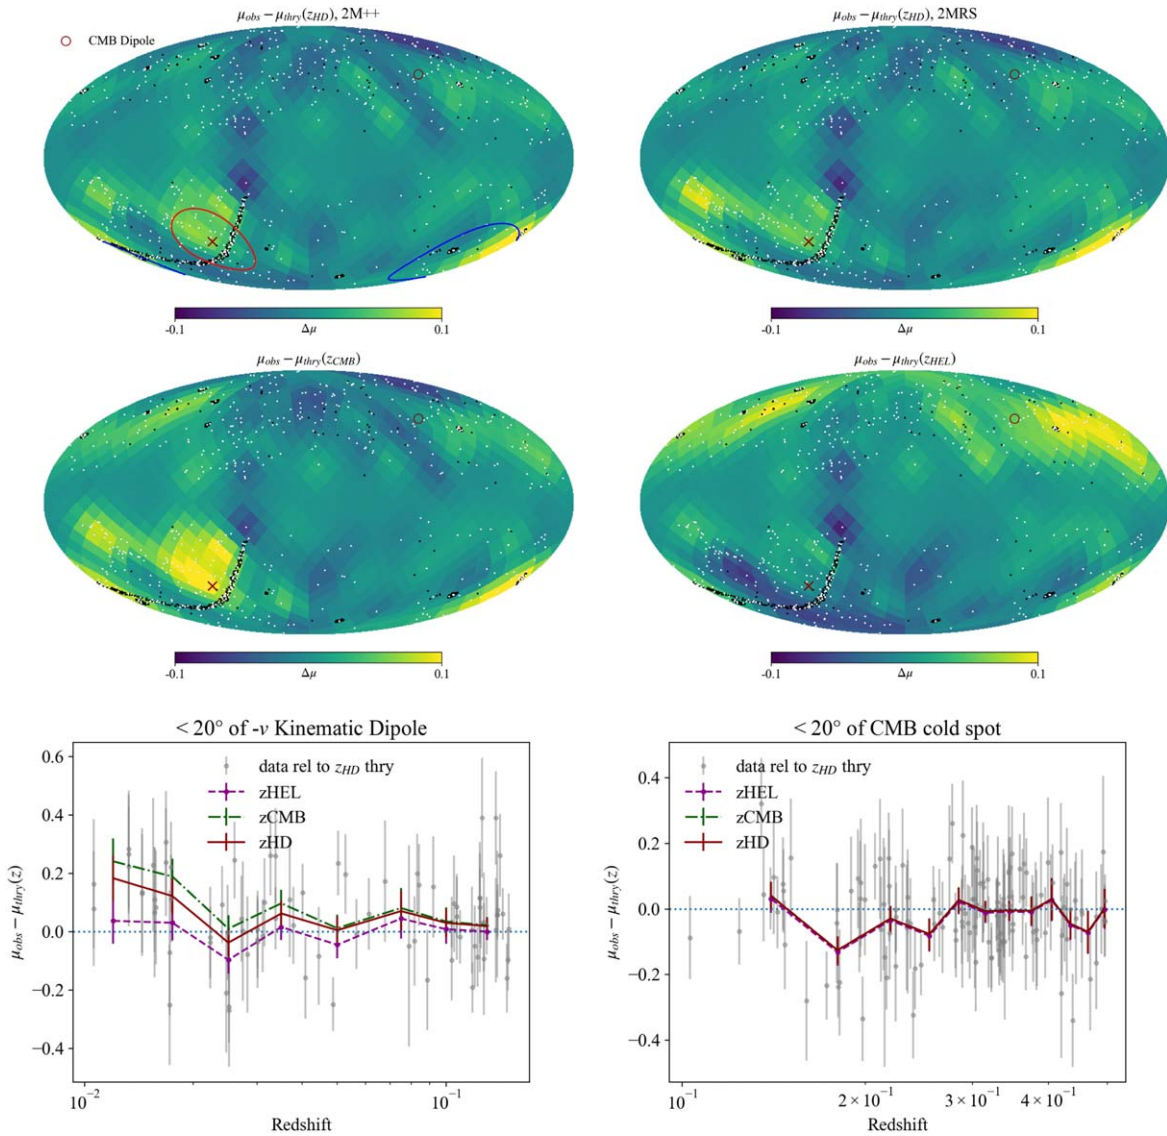 μobs − μthry(zHD), 2M++
μobs − μthry(zHD), 2MRS
CMB Dipole
-0.1
0.1
Δμ
-0.1
0.1
Δμ
μobs − μthry(zCMB)
μobs − μthry(zHEL)
-0.1
0.1
Δμ
-0.1
0.1
Δμ
< 20° of -v Kinematic Dipole
0.6
0.4
0.2
0.0
−0.2
−0.4
μobs − μthry(z)
data rel to zHD thry
zHEL
zCMB
zHD
10⁻²
10⁻¹
Redshift
< 20° of CMB cold spot
0.4
0.2
0.0
−0.2
−0.4
μobs − μthry(z)
data rel to zHD thry
zHEL
zCMB
zHD
10⁻¹
2 × 10⁻¹
3 × 10⁻¹
4 × 10⁻¹
Redshift